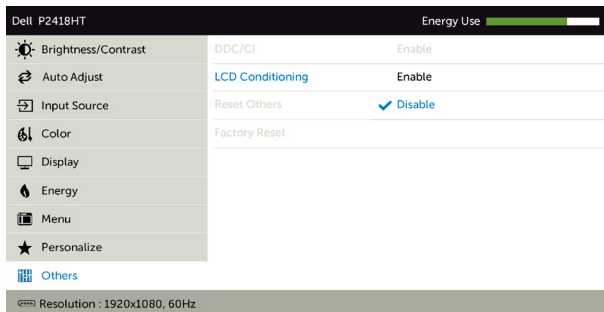 Dell P2418HT Energy Use
Brightness/Contrast DDC/CI Enable
Auto Adjust LCD Conditioning Enable
Input Source Reset Others Disable
Color Factory Reset
Display
Energy
Menu
Personalize
Others
Resolution : 1920x1080, 60Hz